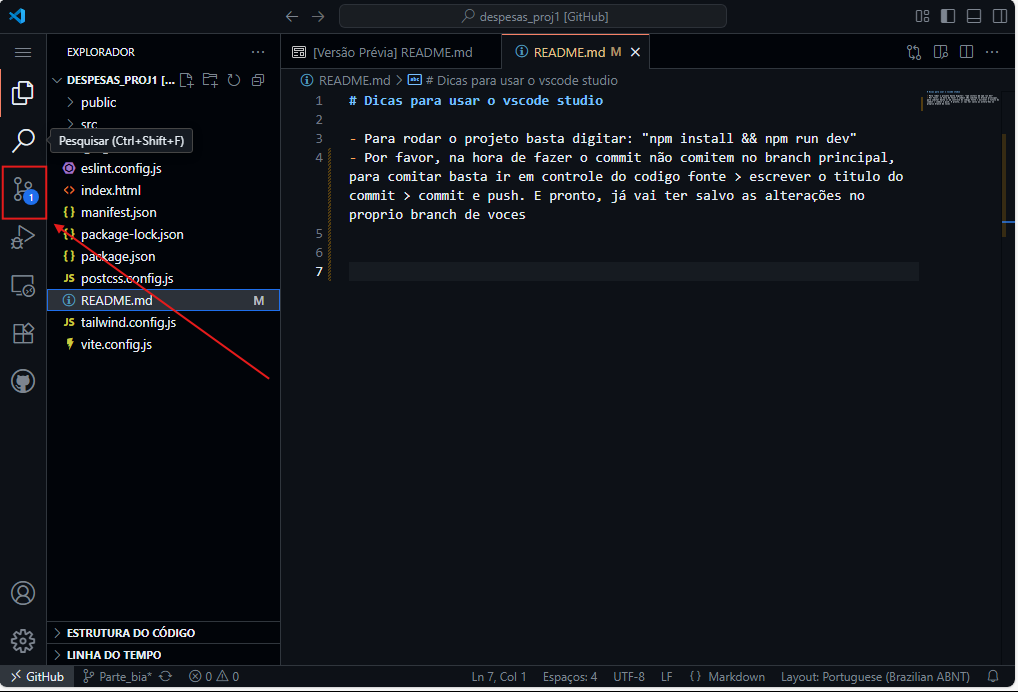 despesas_proj1 [GitHub]
EXPLORADOR
DESPESAS_PROJ1 [...
public
src
Pesquisar (Ctrl+Shift+F)
eslint.config.js
index.html
manifest.json
package-lock.json
package.json
postcss.config.js
README.md M
tailwind.config.js
vite.config.js
ESTRUTURA DO CÓDIGO
LINHA DO TEMPO
1
[Versão Prévia] README.md
README.md M
README.md > # Dicas para usar o vscode studio
1 # Dicas para usar o vscode studio
2
3 - Para rodar o projeto basta digitar: "npm install && npm run dev"
4 - Por favor, na hora de fazer o commit não comitem no branch principal,
para comitar basta ir em controle do codigo fonte > escrever o titulo do
commit > commit e push. E pronto, já vai ter salvo as alterações no
proprio branch de voces
5
6
7
GitHub Parte_bia* 0 0 Ln 7, Col 1 Espaços: 4 UTF-8 LF {} Markdown Layout: Portuguese (Brazilian ABNT)